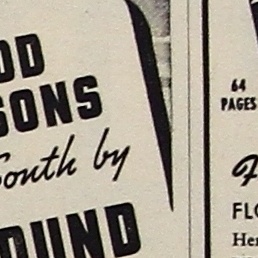 OD
SONS
South by
OUND
64
PAGES
FLO
Her